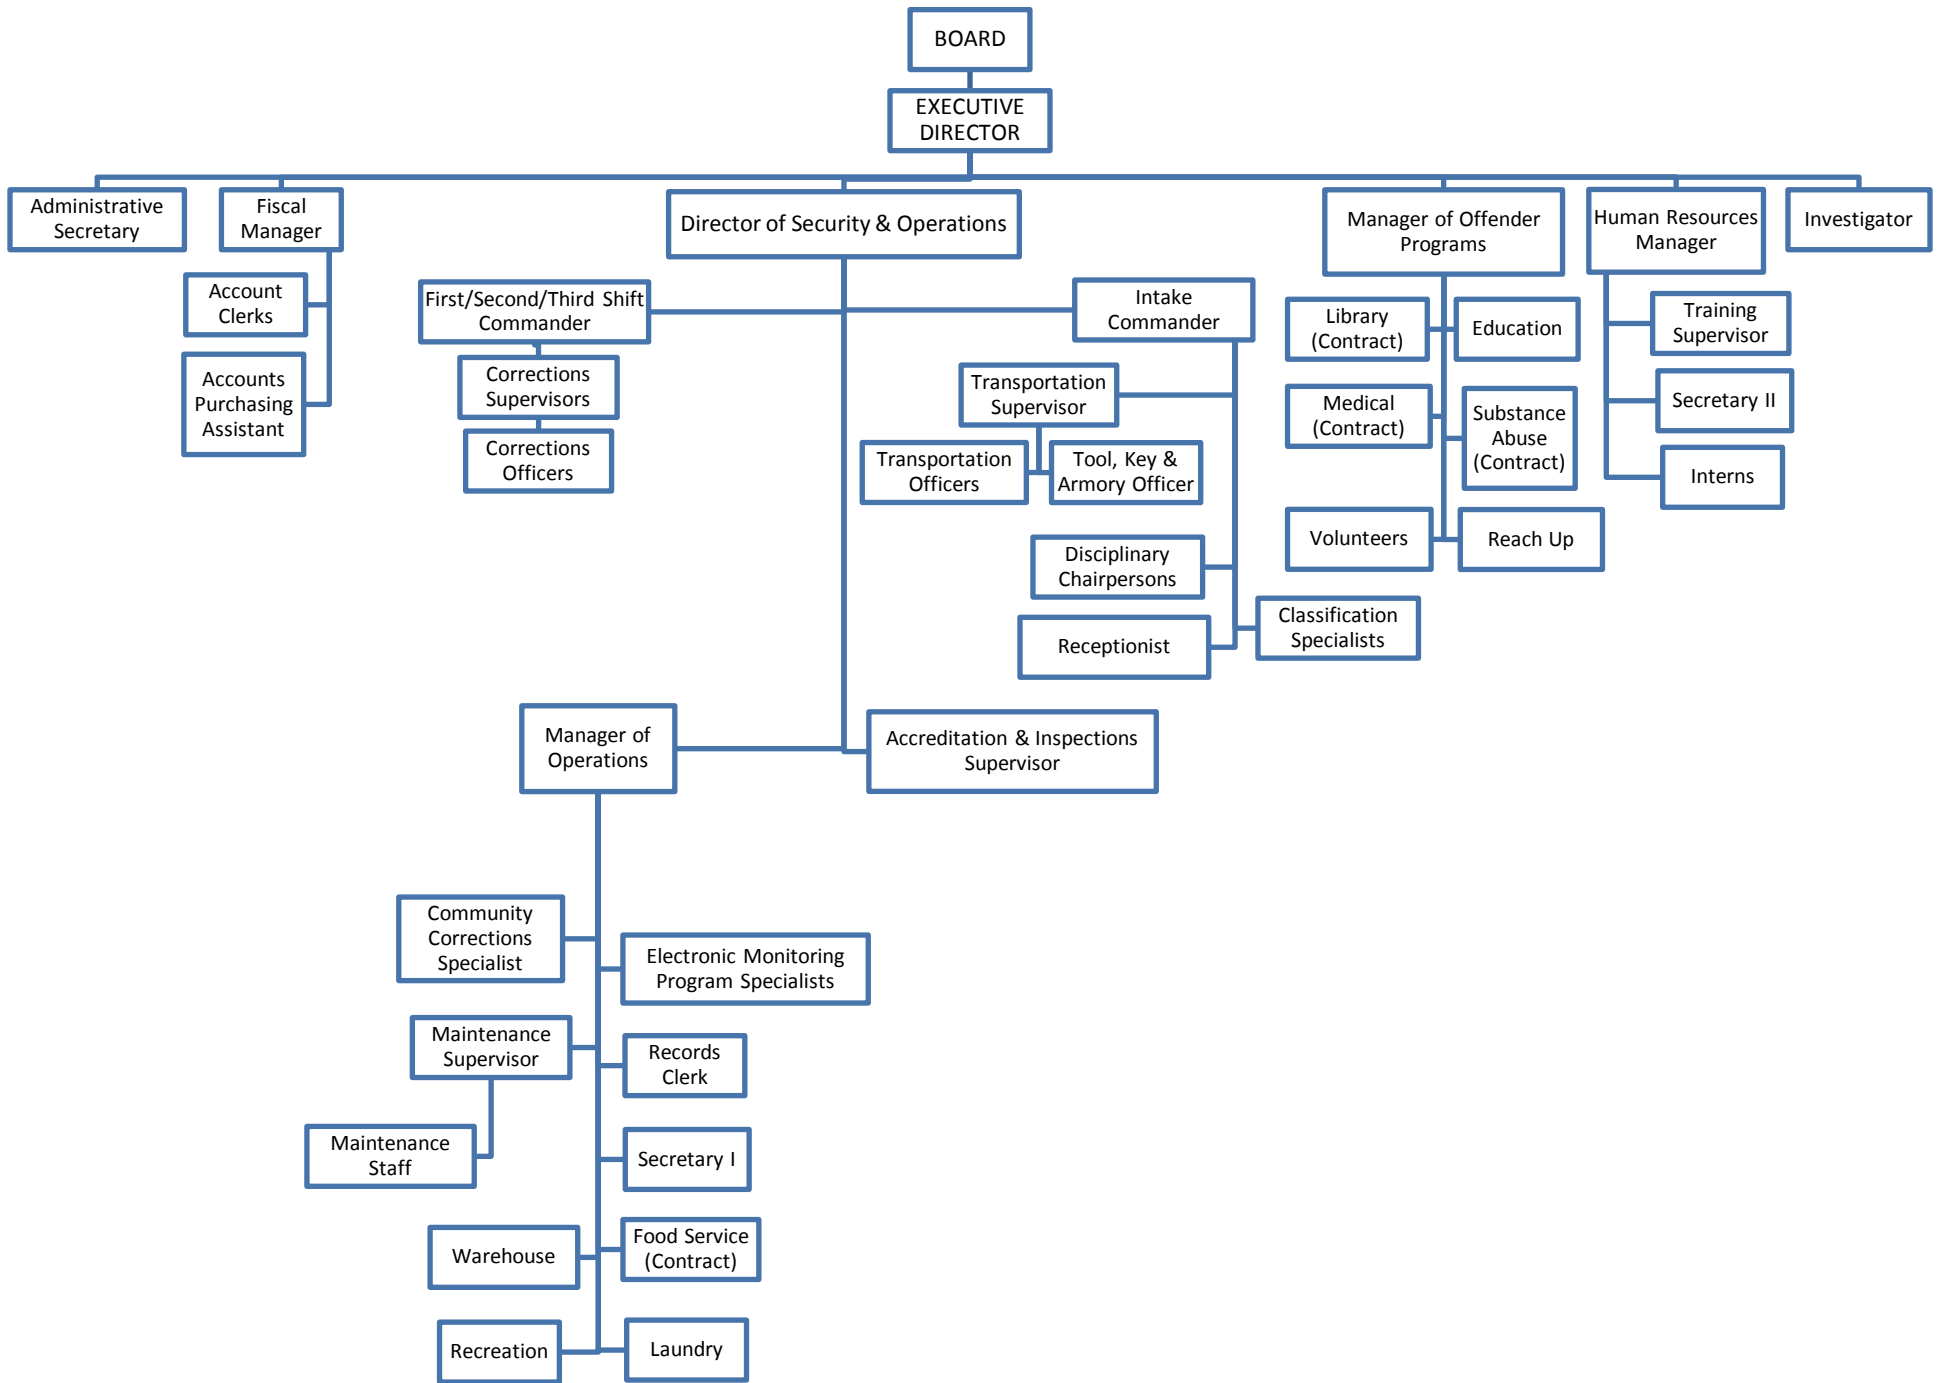 BOARD
EXECUTIVE
DIRECTOR
Administrative
Secretary
Fiscal
Manager
Director of Security & Operations
Manager of Offender
Programs
Human Resources
Manager
Investigator
Account
Clerks
Accounts
Purchasing
Assistant
First/Second/Third Shift
Commander
Corrections
Supervisors
Corrections
Officers
Intake
Commander
Transportation
Supervisor
Transportation
Officers
Tool, Key &
Armory Officer
Disciplinary
Chairpersons
Receptionist
Classification
Specialists
Library
(Contract)
Education
Medical
(Contract)
Substance
Abuse
(Contract)
Volunteers
Reach Up
Training
Supervisor
Secretary II
Interns
Manager of
Operations
Accreditation & Inspections
Supervisor
Community
Corrections
Specialist
Electronic Monitoring
Program Specialists
Maintenance
Supervisor
Records
Clerk
Maintenance
Staff
Secretary I
Warehouse
Food Service
(Contract)
Recreation
Laundry